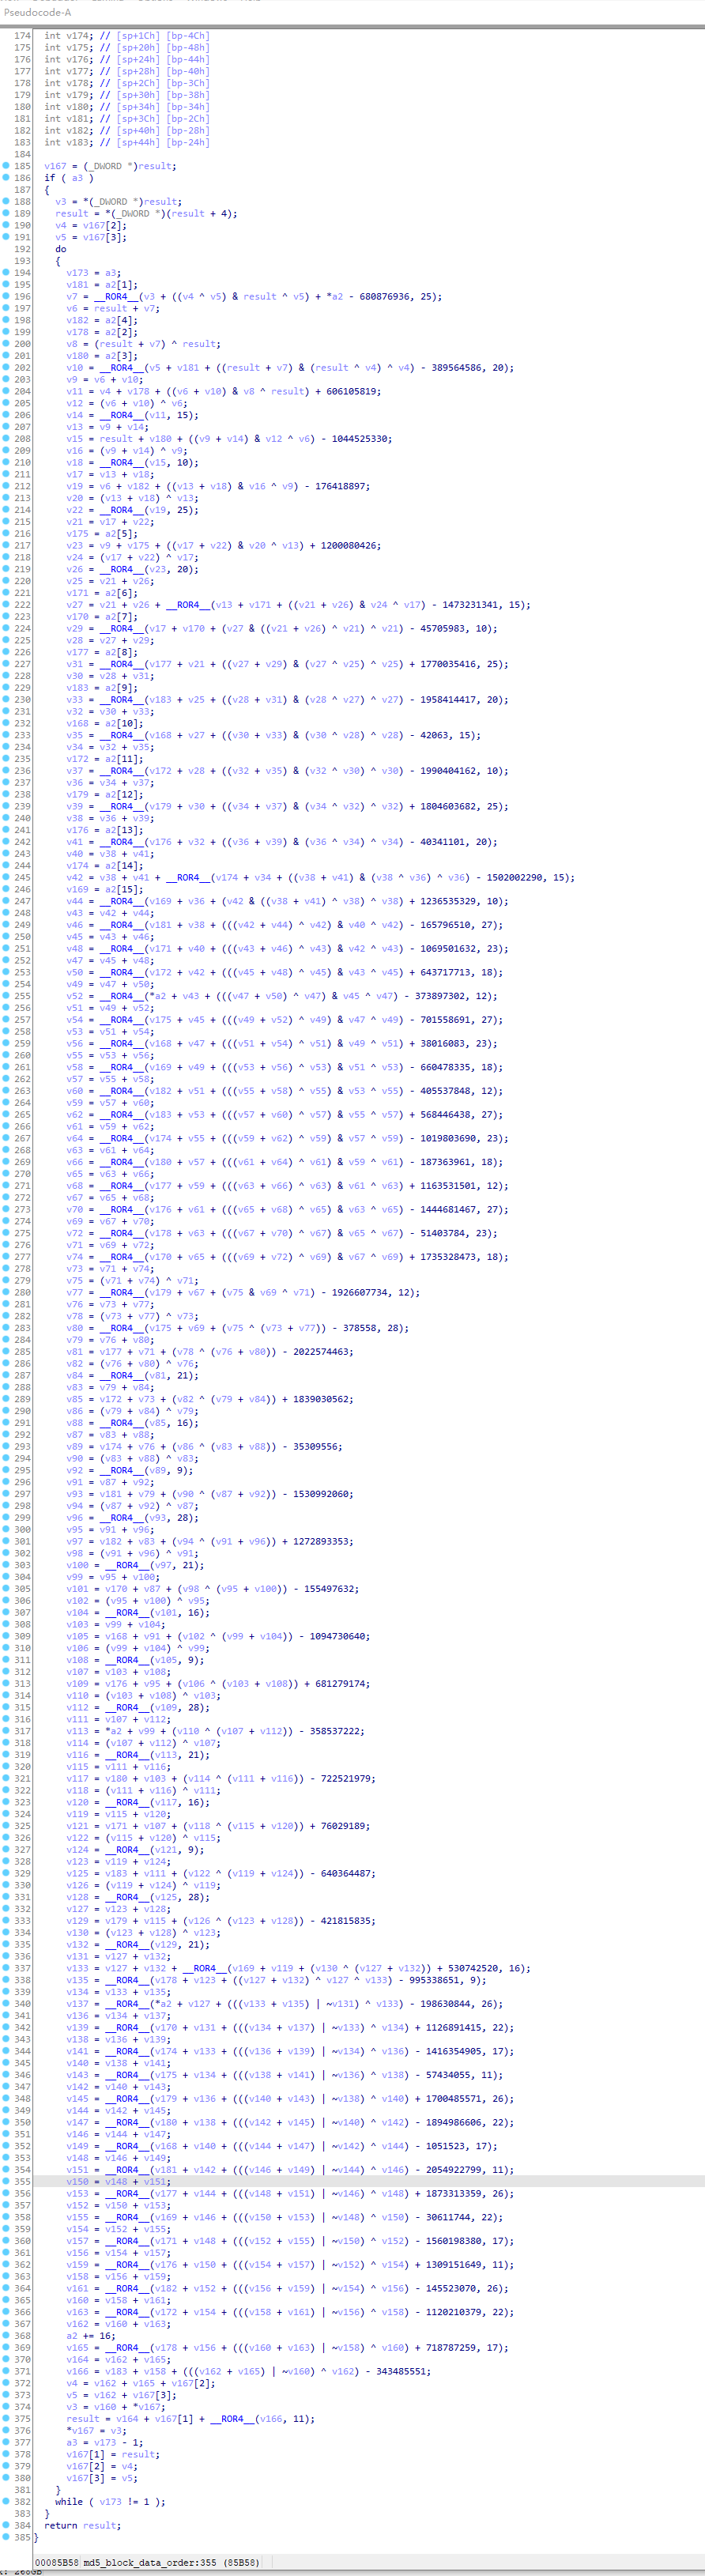 Pseudocode-A
174 int v174; // [sp+1Ch] [bp-4Ch]
175 int v175; // [sp+20h] [bp-48h]
176 int v176; // [sp+24h] [bp-44h]
177 int v177; // [sp+28h] [bp-40h]
178 int v178; // [sp+2Ch] [bp-3Ch]
179 int v179; // [sp+30h] [bp-38h]
180 int v180; // [sp+34h] [bp-34h]
181 int v181; // [sp+3Ch] [bp-2Ch]
182 int v182; // [sp+40h] [bp-28h]
183 int v183; // [sp+44h] [bp-24h]
184
185 v167 = (_DWORD *)result;
186 if ( a3 )
187 {
188 v3 = *(_DWORD *)result;
189 result = *(_DWORD *)(result + 4);
190 v4 = v167[2];
191 v5 = v167[3];
192 do
193 {
194 v173 = a3;
195 v181 = a2[1];
196 v7 = __ROR4__(v3 + ((v4 ^ v5) & result ^ v5) + *a2 - 680876936, 25);
197 v6 = result + v7;
198 v182 = a2[4];
199 v178 = a2[2];
200 v8 = (result + v7) ^ result;
201 v180 = a2[3];
202 v10 = __ROR4__(v5 + v181 + ((result + v7) & (result ^ v4) ^ v4) - 389564586, 20);
203 v9 = v6 + v10;
204 v11 = v4 + v178 + ((v6 + v10) & v8 ^ result) + 606105819;
205 v12 = (v6 + v10) ^ v6;
206 v14 = __ROR4__(v11, 15);
207 v13 = v9 + v14;
208 v15 = result + v180 + ((v9 + v14) & v12 ^ v6) - 1044525330;
209 v16 = (v9 + v14) ^ v9;
210 v18 = __ROR4__(v15, 10);
211 v17 = v13 + v18;
212 v19 = v6 + v182 + ((v13 + v18) & v16 ^ v9) - 176418897;
213 v20 = (v13 + v18) ^ v13;
214 v22 = __ROR4__(v19, 25);
215 v21 = v17 + v22;
216 v175 = a2[5];
217 v23 = v9 + v175 + ((v17 + v22) & v20 ^ v13) + 1200080426;
218 v24 = (v17 + v22) ^ v17;
219 v26 = __ROR4__(v23, 20);
220 v25 = v21 + v26;
221 v171 = a2[6];
222 v27 = v21 + v26 + __ROR4__(v13 + v171 + ((v21 + v26) & v24 ^ v17) - 1473231341, 15);
223 v170 = a2[7];
224 v29 = __ROR4__(v17 + v170 + (v27 & ((v21 + v26) ^ v21) ^ v21) - 45705983, 10);
225 v28 = v27 + v29;
226 v177 = a2[8];
227 v31 = __ROR4__(v177 + v21 + ((v27 + v29) & (v27 ^ v25) ^ v25) + 1770035416, 25);
228 v30 = v28 + v31;
229 v183 = a2[9];
230 v33 = __ROR4__(v183 + v25 + ((v28 + v31) & (v28 ^ v27) ^ v27) - 1958414417, 20);
231 v32 = v30 + v33;
232 v168 = a2[10];
233 v35 = __ROR4__(v168 + v27 + ((v30 + v33) & (v30 ^ v28) ^ v28) - 42063, 15);
234 v34 = v32 + v35;
235 v172 = a2[11];
236 v37 = __ROR4__(v172 + v28 + ((v32 + v35) & (v32 ^ v30) ^ v30) - 1990404162, 10);
237 v36 = v34 + v37;
238 v179 = a2[12];
239 v39 = __ROR4__(v179 + v30 + ((v34 + v37) & (v34 ^ v32) ^ v32) + 1804603682, 25);
240 v38 = v36 + v39;
241 v176 = a2[13];
242 v41 = __ROR4__(v176 + v32 + ((v36 + v39) & (v36 ^ v34) ^ v34) - 40341101, 20);
243 v40 = v38 + v41;
244 v174 = a2[14];
245 v42 = v38 + v41 + __ROR4__(v174 + v34 + ((v38 + v41) & (v38 ^ v36) ^ v36) - 1502002290, 15);
246 v169 = a2[15];
247 v44 = __ROR4__(v169 + v36 + (v42 & ((v38 + v41) ^ v38) ^ v38) + 1236535329, 10);
248 v43 = v42 + v44;
249 v46 = __ROR4__(v181 + v38 + (((v42 + v44) ^ v42) & v40 ^ v42) - 165796510, 27);
250 v45 = v43 + v46;
251 v48 = __ROR4__(v171 + v40 + (((v43 + v46) ^ v43) & v42 ^ v43) - 1069501632, 23);
252 v47 = v45 + v48;
253 v50 = __ROR4__(v172 + v42 + (((v45 + v48) ^ v45) & v43 ^ v45) + 643717713, 18);
254 v49 = v47 + v50;
255 v52 = __ROR4__(*a2 + v43 + (((v47 + v50) ^ v47) & v45 ^ v47) - 373897302, 12);
256 v51 = v49 + v52;
257 v54 = __ROR4__(v175 + v45 + (((v49 + v52) ^ v49) & v47 ^ v49) - 701558691, 27);
258 v53 = v51 + v54;
259 v56 = __ROR4__(v168 + v47 + (((v51 + v54) ^ v51) & v49 ^ v51) + 38016083, 23);
260 v55 = v53 + v56;
261 v58 = __ROR4__(v169 + v49 + (((v53 + v56) ^ v53) & v51 ^ v53) - 660478335, 18);
262 v57 = v55 + v58;
263 v60 = __ROR4__(v182 + v51 + (((v55 + v58) ^ v55) & v53 ^ v55) - 405537848, 12);
264 v59 = v57 + v60;
265 v62 = __ROR4__(v183 + v53 + (((v57 + v60) ^ v57) & v55 ^ v57) + 568446438, 27);
266 v61 = v59 + v62;
267 v64 = __ROR4__(v174 + v55 + (((v59 + v62) ^ v59) & v57 ^ v59) - 1019803690, 23);
268 v63 = v61 + v64;
269 v66 = __ROR4__(v180 + v57 + (((v61 + v64) ^ v61) & v59 ^ v61) - 187363961, 18);
270 v65 = v63 + v66;
271 v68 = __ROR4__(v177 + v59 + (((v63 + v66) ^ v63) & v61 ^ v63) + 1163531501, 12);
272 v67 = v65 + v68;
273 v70 = __ROR4__(v176 + v61 + (((v65 + v68) ^ v65) & v63 ^ v65) - 1444681467, 27);
274 v69 = v67 + v70;
275 v72 = __ROR4__(v178 + v63 + (((v67 + v70) ^ v67) & v65 ^ v67) - 51403784, 23);
276 v71 = v69 + v72;
277 v74 = __ROR4__(v170 + v65 + (((v69 + v72) ^ v69) & v67 ^ v69) + 1735328473, 18);
278 v73 = v71 + v74;
279 v75 = (v71 + v74) ^ v71;
280 v77 = __ROR4__(v179 + v67 + (v75 & v69 ^ v71) - 1926607734, 12);
281 v76 = v73 + v77;
282 v78 = (v73 + v77) ^ v73;
283 v80 = __ROR4__(v175 + v69 + (v75 ^ (v73 + v77)) - 378558, 28);
284 v79 = v76 + v80;
285 v81 = v177 + v71 + (v78 ^ (v76 + v80)) - 2022574463;
286 v82 = (v76 + v80) ^ v76;
287 v84 = __ROR4__(v81, 21);
288 v83 = v79 + v84;
289 v85 = v172 + v73 + (v82 ^ (v79 + v84)) + 1839030562;
290 v86 = (v79 + v84) ^ v79;
291 v88 = __ROR4__(v85, 16);
292 v87 = v83 + v88;
293 v89 = v174 + v76 + (v86 ^ (v83 + v88)) - 35309556;
294 v90 = (v83 + v88) ^ v83;
295 v92 = __ROR4__(v89, 9);
296 v91 = v87 + v92;
297 v93 = v181 + v79 + (v90 ^ (v87 + v92)) - 1530992060;
298 v94 = (v87 + v92) ^ v87;
299 v96 = __ROR4__(v93, 28);
300 v95 = v91 + v96;
301 v97 = v182 + v83 + (v94 ^ (v91 + v96)) + 1272893353;
302 v98 = (v91 + v96) ^ v91;
303 v100 = __ROR4__(v97, 21);
304 v99 = v95 + v100;
305 v101 = v170 + v87 + (v98 ^ (v95 + v100)) - 155497632;
306 v102 = (v95 + v100) ^ v95;
307 v104 = __ROR4__(v101, 16);
308 v103 = v99 + v104;
309 v105 = v168 + v91 + (v102 ^ (v99 + v104)) - 1094730640;
310 v106 = (v99 + v104) ^ v99;
311 v108 = __ROR4__(v105, 9);
312 v107 = v103 + v108;
313 v109 = v176 + v95 + (v106 ^ (v103 + v108)) + 681279174;
314 v110 = (v103 + v108) ^ v103;
315 v112 = __ROR4__(v109, 28);
316 v111 = v107 + v112;
317 v113 = *a2 + v99 + (v110 ^ (v107 + v112)) - 358537222;
318 v114 = (v107 + v112) ^ v107;
319 v116 = __ROR4__(v113, 21);
320 v115 = v111 + v116;
321 v117 = v180 + v103 + (v114 ^ (v111 + v116)) - 722521979;
322 v118 = (v111 + v116) ^ v111;
323 v120 = __ROR4__(v117, 16);
324 v119 = v115 + v120;
325 v121 = v171 + v107 + (v118 ^ (v115 + v120)) + 76029189;
326 v122 = (v115 + v120) ^ v115;
327 v124 = __ROR4__(v121, 9);
328 v123 = v119 + v124;
329 v125 = v183 + v111 + (v122 ^ (v119 + v124)) - 640364487;
330 v126 = (v119 + v124) ^ v119;
331 v128 = __ROR4__(v125, 28);
332 v127 = v123 + v128;
333 v129 = v179 + v115 + (v126 ^ (v123 + v128)) - 421815835;
334 v130 = (v123 + v128) ^ v123;
335 v132 = __ROR4__(v129, 21);
336 v131 = v127 + v132;
337 v133 = v127 + v132 + __ROR4__(v169 + v119 + (v130 ^ (v127 + v132)) + 530742520, 16);
338 v135 = __ROR4__(v178 + v123 + ((v127 + v132) ^ v127 ^ v133) - 995338651, 9);
339 v134 = v133 + v135;
340 v137 = __ROR4__(*a2 + v127 + (((v133 + v135) | ~v131) ^ v133) - 198630844, 26);
341 v136 = v134 + v137;
342 v139 = __ROR4__(v170 + v131 + (((v134 + v137) | ~v133) ^ v134) + 1126891415, 22);
343 v138 = v136 + v139;
344 v141 = __ROR4__(v174 + v133 + (((v136 + v139) | ~v134) ^ v136) - 1416354905, 17);
345 v140 = v138 + v141;
346 v143 = __ROR4__(v175 + v134 + (((v138 + v141) | ~v136) ^ v138) - 57434055, 11);
347 v142 = v140 + v143;
348 v145 = __ROR4__(v179 + v136 + (((v140 + v143) | ~v138) ^ v140) + 1700485571, 26);
349 v144 = v142 + v145;
350 v147 = __ROR4__(v180 + v138 + (((v142 + v145) | ~v140) ^ v142) - 1894986606, 22);
351 v146 = v144 + v147;
352 v149 = __ROR4__(v168 + v140 + (((v144 + v147) | ~v142) ^ v144) - 1051523, 17);
353 v148 = v146 + v149;
354 v151 = __ROR4__(v181 + v142 + (((v146 + v149) | ~v144) ^ v146) - 2054922799, 11);
355 v150 = v148 + v151;
356 v153 = __ROR4__(v177 + v144 + (((v148 + v151) | ~v146) ^ v148) + 1873313359, 26);
357 v152 = v150 + v153;
358 v155 = __ROR4__(v169 + v146 + (((v150 + v153) | ~v148) ^ v150) - 30611744, 22);
359 v154 = v152 + v155;
360 v157 = __ROR4__(v171 + v148 + (((v152 + v155) | ~v150) ^ v152) - 1560198380, 17);
361 v156 = v154 + v157;
362 v159 = __ROR4__(v176 + v150 + (((v154 + v157) | ~v152) ^ v154) + 1309151649, 11);
363 v158 = v156 + v159;
364 v161 = __ROR4__(v182 + v152 + (((v156 + v159) | ~v154) ^ v156) - 145523070, 26);
365 v160 = v158 + v161;
366 v163 = __ROR4__(v172 + v154 + (((v158 + v161) | ~v156) ^ v158) - 1120210379, 22);
367 v162 = v160 + v163;
368 a2 += 16;
369 v165 = __ROR4__(v178 + v156 + (((v160 + v163) | ~v158) ^ v160) + 718787259, 17);
370 v164 = v162 + v165;
371 v166 = v183 + v158 + (((v162 + v165) | ~v160) ^ v162) - 343485551;
372 v4 = v162 + v165 + v167[2];
373 v5 = v162 + v167[3];
374 v3 = v160 + *v167;
375 result = v164 + v167[1] + __ROR4__(v166, 11);
376 *v167 = v3;
377 a3 = v173 - 1;
378 v167[1] = result;
379 v167[2] = v4;
380 v167[3] = v5;
381 }
382 while ( v173 != 1 );
383 }
384 return result;
385 }
00085B58 md5_block_data_order:355 (85B58)